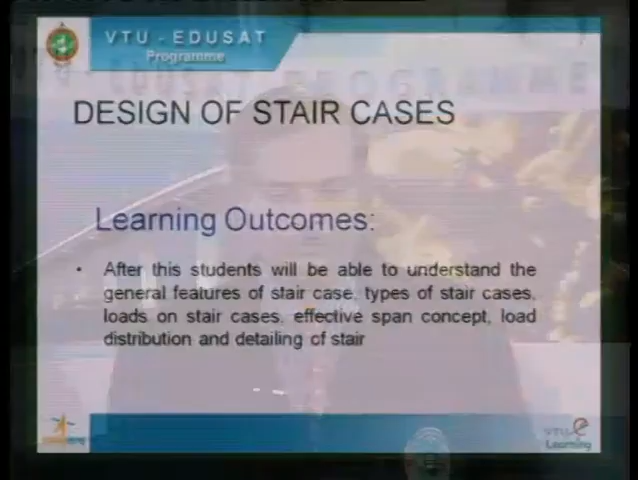 VTU - EDUSAT
Programme
EDUSAT PROGRAMME
DESIGN OF STAIR CASES
Learning Outcomes:
• After this students will be able to understand the
general features of stair case, types of stair cases,
loads on stair cases, effective span concept, load
distribution and detailing of stair
VTU e
Learning